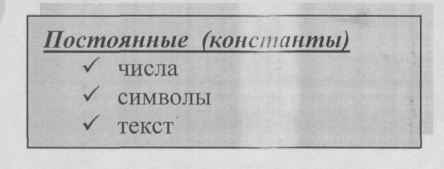 Постоянные (константы)
✓ числа
✓ символы
✓ текст